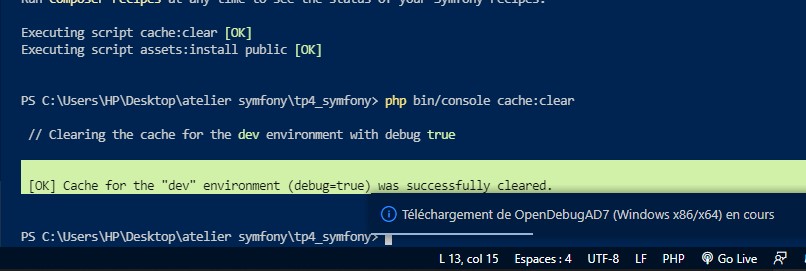 Run composer recipes at any time to see the status of your Symfony recipes.
Executing script cache:clear [OK]
Executing script assets:install public [OK]
PS C:\Users\HP\Desktop\atelier symfony\tp4_symfony> php bin/console cache:clear
// Clearing the cache for the dev environment with debug true
[OK] Cache for the "dev" environment (debug=true) was successfully cleared.
Téléchargement de OpenDebugAD7 (Windows x86/x64) en cours
PS C:\Users\HP\Desktop\atelier symfony\tp4_symfony>
L 13, col 15 Espaces : 4 UTF-8 LF PHP Go Live